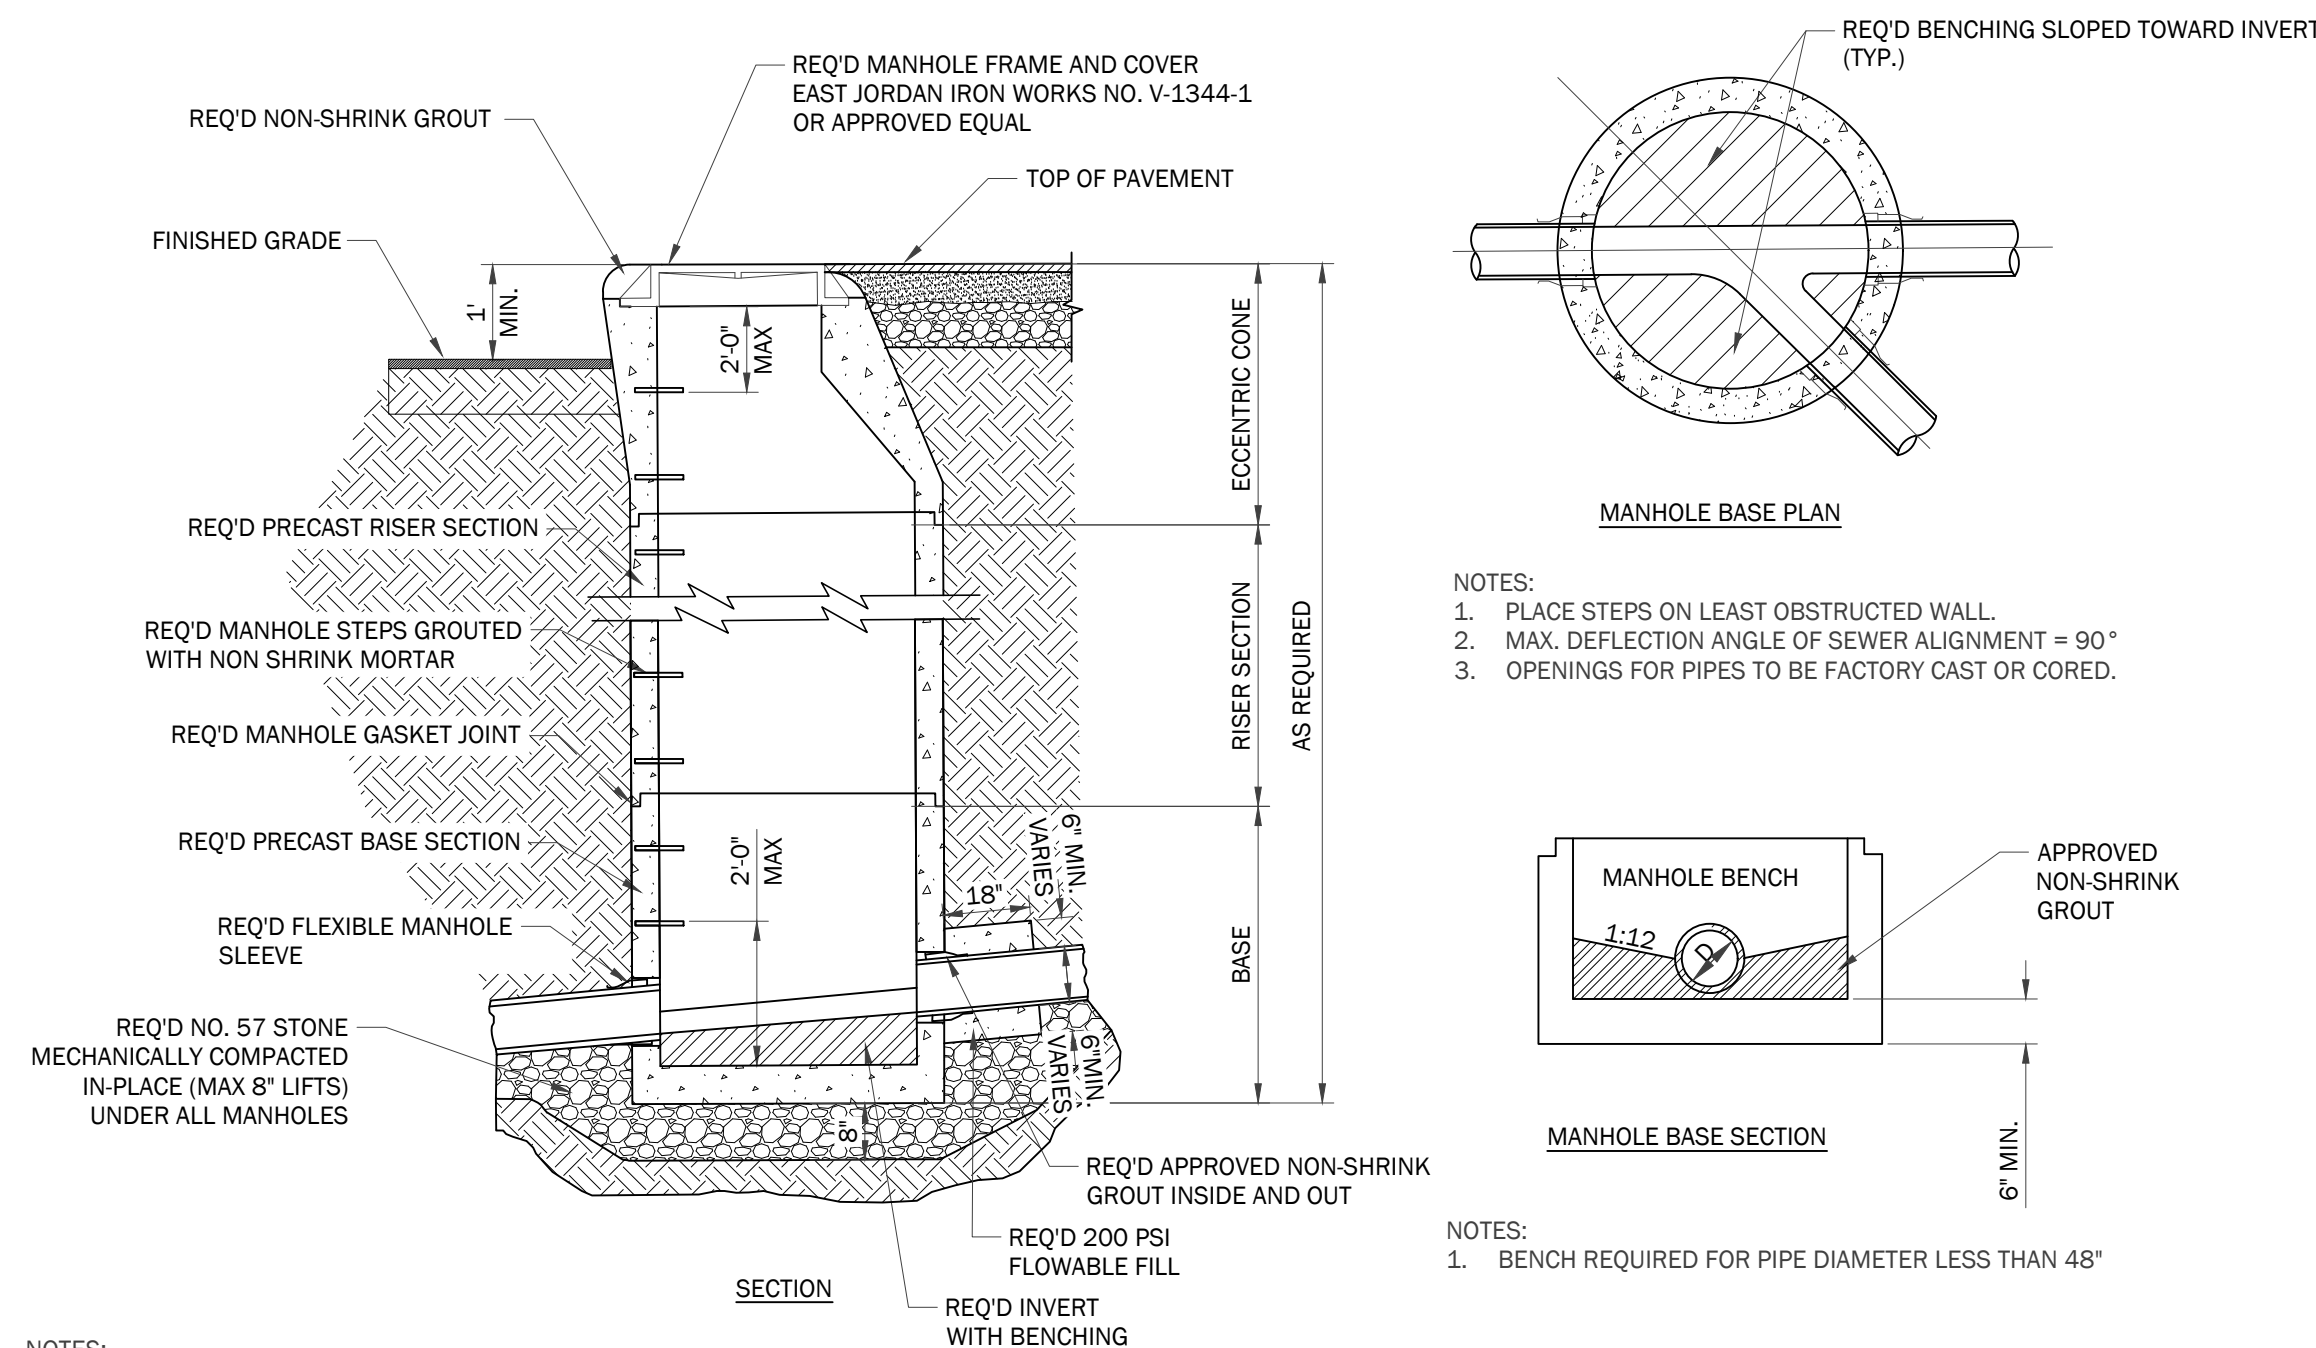 REQ'D MANHOLE FRAME AND COVER
EAST JORDAN IRON WORKS NO. V-1344-1
OR APPROVED EQUAL
REQ'D NON-SHRINK GROUT
TOP OF PAVEMENT
FINISHED GRADE
1'
MIN.
2'-0"
MAX
REQ'D PRECAST RISER SECTION
REQ'D MANHOLE STEPS GROUTED
WITH NON SHRINK MORTAR
REQ'D MANHOLE GASKET JOINT
REQ'D PRECAST BASE SECTION
REQ'D FLEXIBLE MANHOLE
SLEEVE
REQ'D NO. 57 STONE
MECHANICALLY COMPACTED
IN-PLACE (MAX 8" LIFTS)
UNDER ALL MANHOLES
2'-0"
MAX
18"
6" MIN.
VARIES
6"MIN.
VARIES
8"
ECCENTRIC CONE
RISER SECTION
BASE
AS REQUIRED
REQ'D APPROVED NON-SHRINK
GROUT INSIDE AND OUT
REQ'D 200 PSI
FLOWABLE FILL
REQ'D INVERT
WITH BENCHING
SECTION
NOTES:
REQ'D BENCHING SLOPED TOWARD INVERT
(TYP.)
MANHOLE BASE PLAN
NOTES:
1. PLACE STEPS ON LEAST OBSTRUCTED WALL.
2. MAX. DEFLECTION ANGLE OF SEWER ALIGNMENT = 90°
3. OPENINGS FOR PIPES TO BE FACTORY CAST OR CORED.
MANHOLE BENCH
1:12
D
APPROVED
NON-SHRINK
GROUT
6" MIN.
MANHOLE BASE SECTION
NOTES:
1. BENCH REQUIRED FOR PIPE DIAMETER LESS THAN 48"